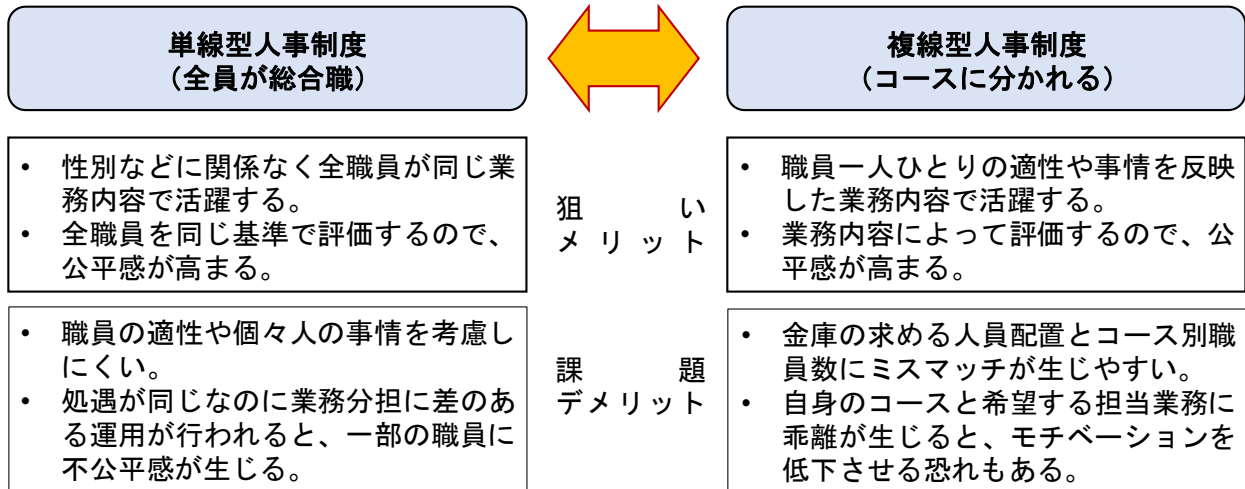 単線型人事制度
（全員が総合職）
複線型人事制度
（コースに分かれる）
• 性別などに関係なく全職員が同じ業
務内容で活躍する。
• 全職員を同じ基準で評価するので、
公平感が高まる。
狙い
メリット
• 職員一人ひとりの適性や事情を反映
した業務内容で活躍する。
• 業務内容によって評価するので、公
平感が高まる。
• 職員の適性や個々人の事情を考慮し
にくい。
• 処遇が同じなのに業務分担に差のあ
る運用が行われると、一部の職員に
不公平感が生じる。
課題
デメリット
• 金庫の求める人員配置とコース別職
員数にミスマッチが生じやすい。
• 自身のコースと希望する担当業務に
乖離が生じると、モチベーションを
低下させる恐れもある。